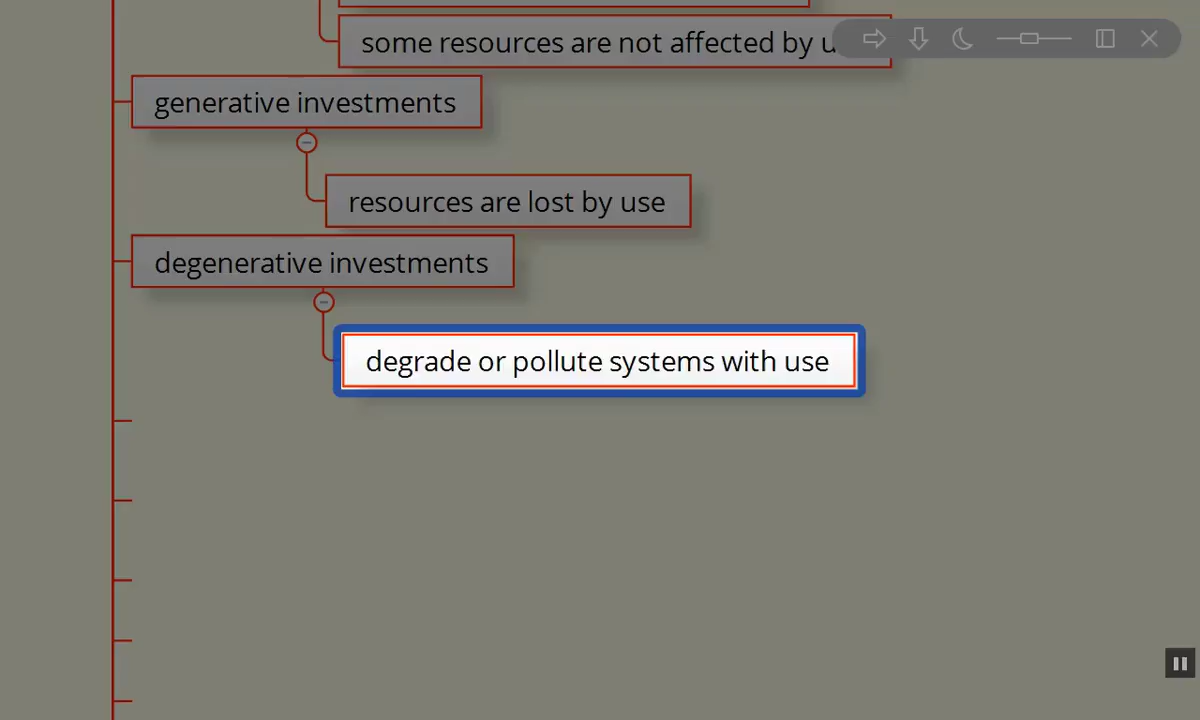 some resources are not affected by
generative investments
resources are lost by use
degenerative investments
degrade or pollute systems with use